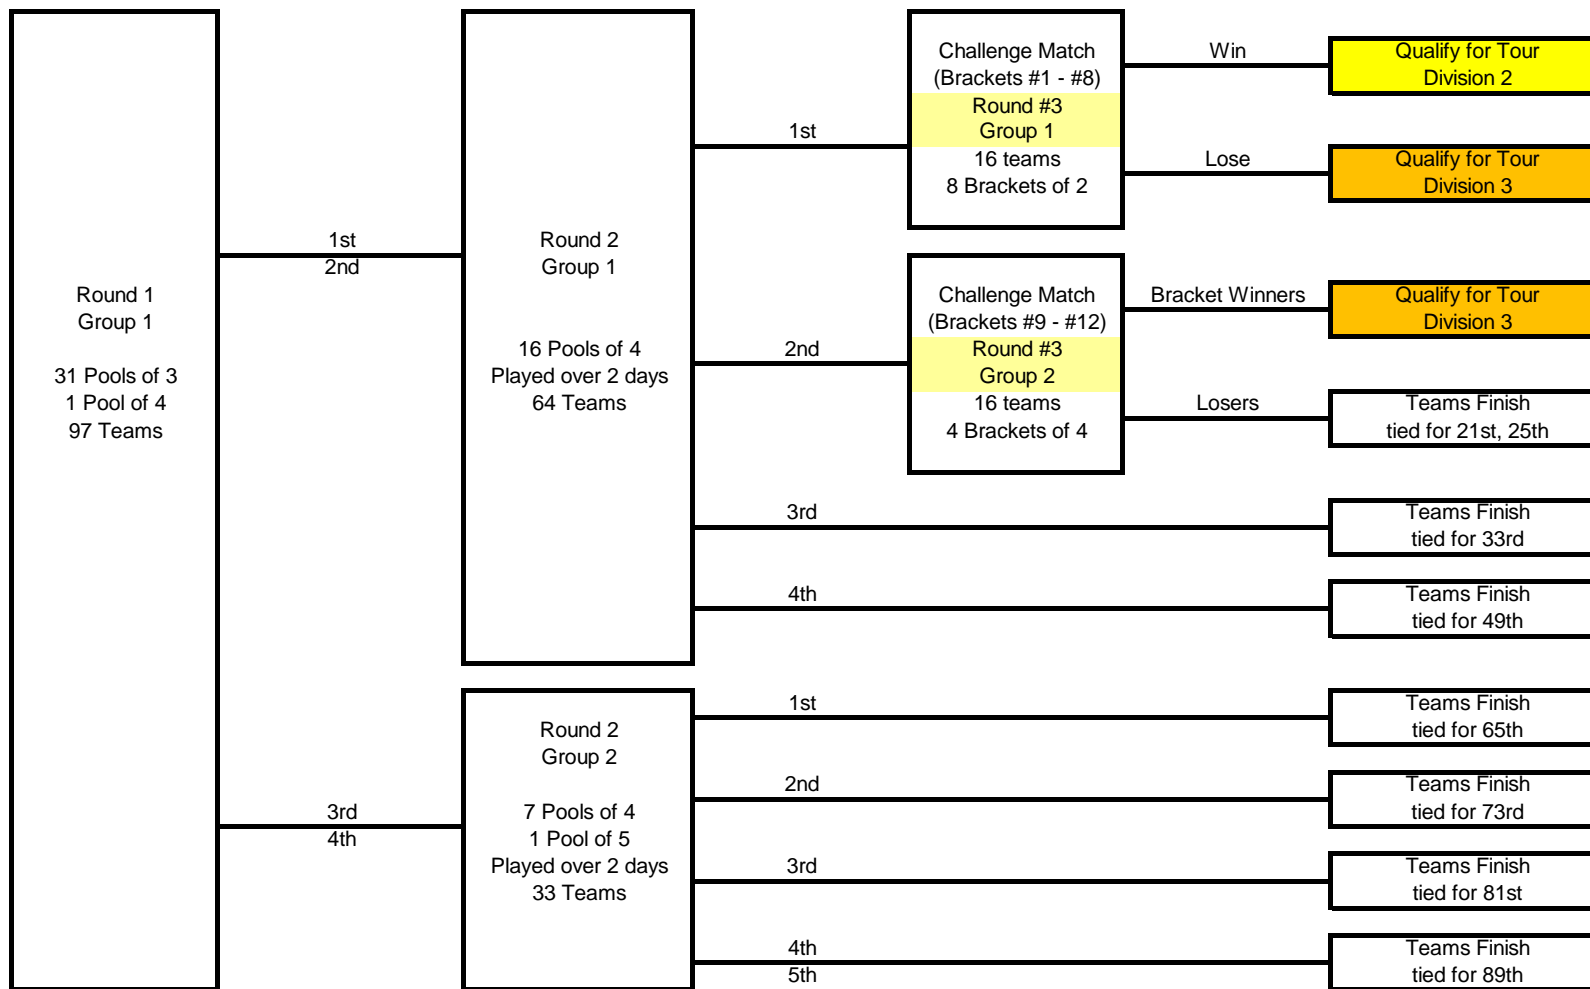 Round 1
Group 1
31 Pools of 3
1 Pool of 4
97 Teams
1st
2nd
3rd
4th
Round 2
Group 1
16 Pools of 4
Played over 2 days
64 Teams
Round 2
Group 2
7 Pools of 4
1 Pool of 5
Played over 2 days
33 Teams
1st
2nd
3rd
4th
1st
2nd
3rd
4th
5th
Challenge Match
(Brackets #1 - #8)
Round #3
Group 1
16 teams
8 Brackets of 2
Challenge Match
(Brackets #9 - #12)
Round #3
Group 2
16 teams
4 Brackets of 4
Win
Lose
Bracket Winners
Losers
Qualify for Tour
Division 2
Qualify for Tour
Division 3
Qualify for Tour
Division 3
Teams Finish
tied for 21st, 25th
Teams Finish
tied for 33rd
Teams Finish
tied for 49th
Teams Finish
tied for 65th
Teams Finish
tied for 73rd
Teams Finish
tied for 81st
Teams Finish
tied for 89th